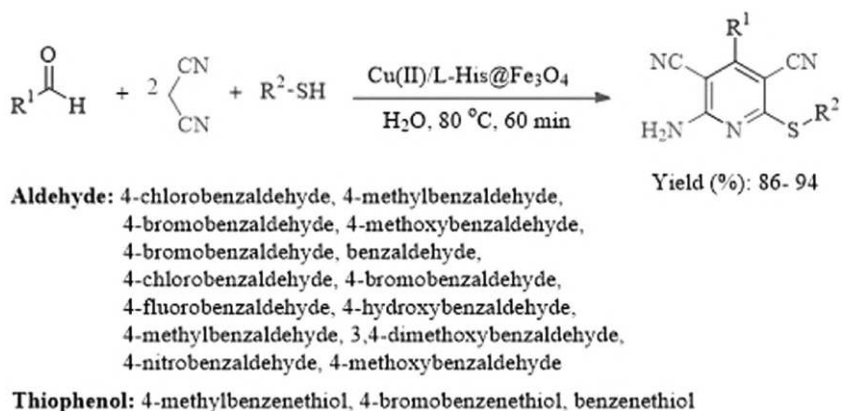 O
R¹ H
+ 2
CN
CN
+ R²-SH
Cu(II)/L-His@Fe₃O₄
H₂O, 80 °C, 60 min
R¹
NC CN
H₂N N S R²
Yield (%): 86- 94
Aldehyde: 4-chlorobenzaldehyde, 4-methylbenzaldehyde,
4-bromobenzaldehyde, 4-methoxybenzaldehyde,
4-bromobenzaldehyde, benzaldehyde,
4-chlorobenzaldehyde, 4-bromobenzaldehyde,
4-fluorobenzaldehyde, 4-hydroxybenzaldehyde,
4-methylbenzaldehyde, 3,4-dimethoxybenzaldehyde,
4-nitrobenzaldehyde, 4-methoxybenzaldehyde
Thiophenol: 4-methylbenzenethiol, 4-bromobenzenethiol, benzenethiol